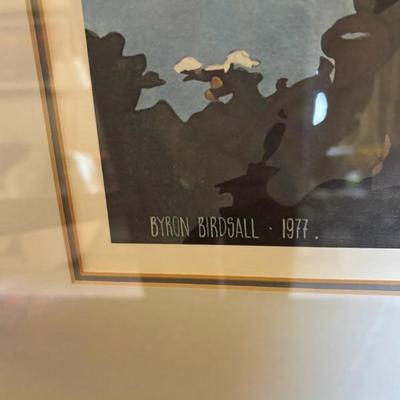 BYRON BIRDSALL · 1977.